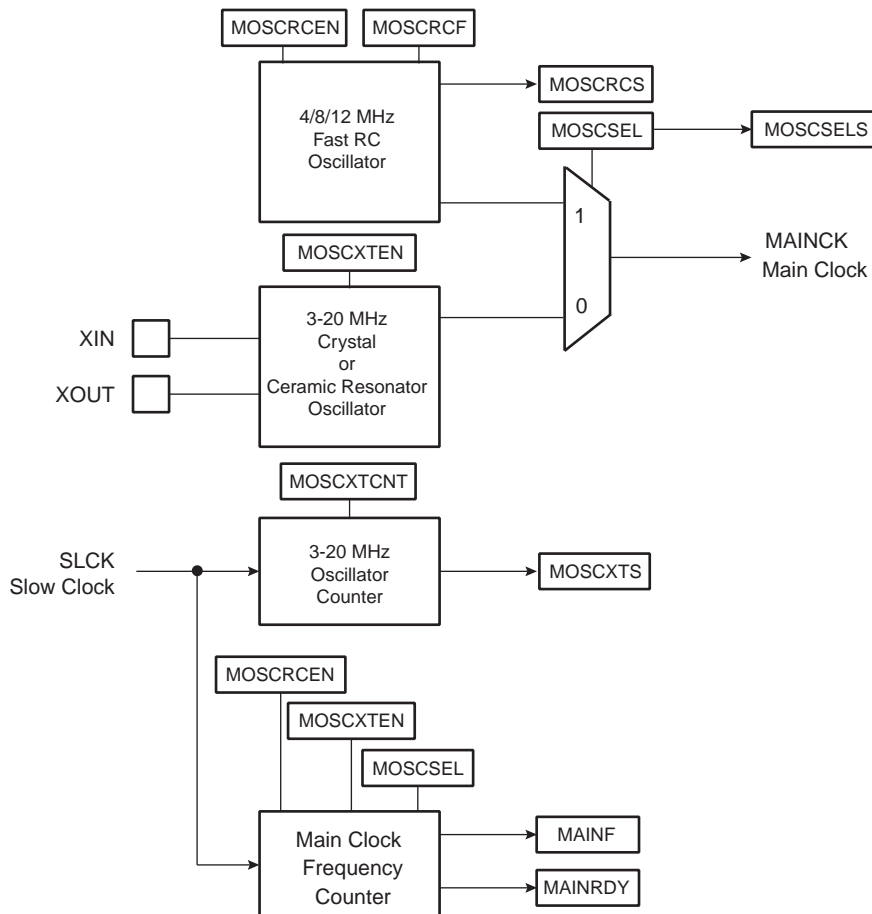 MOSCRCEN
MOSCRCF
4/8/12 MHz
Fast RC
Oscillator
MOSCRCS
MOSCSEL
MOSCSELS
1
0
MAINCK
Main Clock
MOSCXTEN
XIN
XOUT
3-20 MHz
Crystal
or
Ceramic Resonator
Oscillator
MOSCXTCNT
SLCK
Slow Clock
3-20 MHz
Oscillator
Counter
MOSCXTS
MOSCRCEN
MOSCXTEN
MOSCSEL
Main Clock
Frequency
Counter
MAINF
MAINRDY